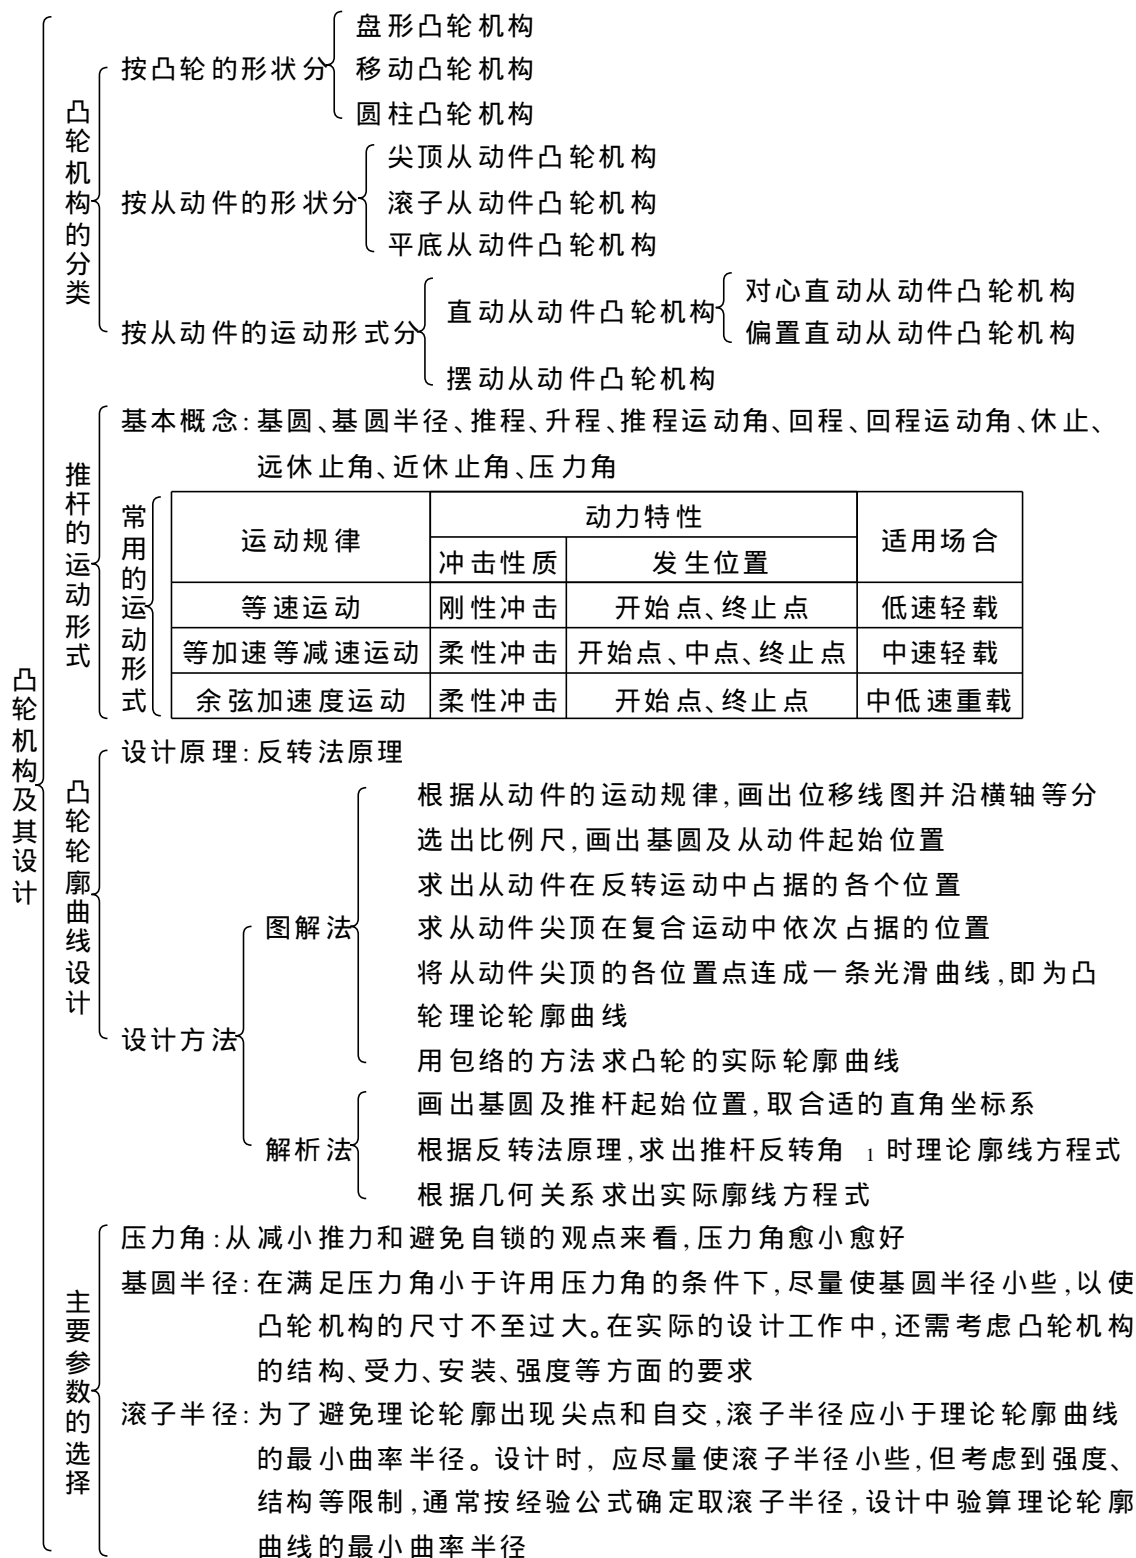 凸轮机构及其设计
凸轮机构的分类
按凸轮的形状分
盘形凸轮机构
移动凸轮机构
圆柱凸轮机构
按从动件的形状分
尖顶从动件凸轮机构
滚子从动件凸轮机构
平底从动件凸轮机构
按从动件的运动形式分
直动从动件凸轮机构
对心直动从动件凸轮机构
偏置直动从动件凸轮机构
摆动从动件凸轮机构
推杆的运动形式
基本概念:基圆、基圆半径、推程、升程、推程运动角、回程、回程运动角、休止、
远休止角、近休止角、压力角
常用的运动形式
运动规律 动力特性 适用场合
冲击性质 发生位置
等速运动 刚性冲击 开始点、终止点 低速轻载
等加速等减速运动 柔性冲击 开始点、中点、终止点 中速轻载
余弦加速度运动 柔性冲击 开始点、终止点 中低速重载
凸轮轮廓曲线设计
设计原理:反转法原理
设计方法
图解法
根据从动件的运动规律,画出位移线图并沿横轴等分
选出比例尺,画出基圆及从动件起始位置
求出从动件在反转运动中占据的各个位置
求从动件尖顶在复合运动中依次占据的位置
将从动件尖顶的各位置点连成一条光滑曲线,即为凸
轮理论轮廓曲线
用包络的方法求凸轮的实际轮廓曲线
解析法
画出基圆及推杆起始位置,取合适的直角坐标系
根据反转法原理,求出推杆反转角 1 时理论廓线方程式
根据几何关系求出实际廓线方程式
主要参数的选择
压力角:从减小推力和避免自锁的观点来看,压力角愈小愈好
基圆半径:在满足压力角小于许用压力角的条件下,尽量使基圆半径小些,以使
凸轮机构的尺寸不至过大。在实际的设计工作中,还需考虑凸轮机构
的结构、受力、安装、强度等方面的要求
滚子半径:为了避免理论轮廓出现尖点和自交,滚子半径应小于理论轮廓曲线
的最小曲率半径。设计时, 应尽量使滚子半径小些,但考虑到强度、
结构等限制,通常按经验公式确定取滚子半径,设计中验算理论轮廓
曲线的最小曲率半径